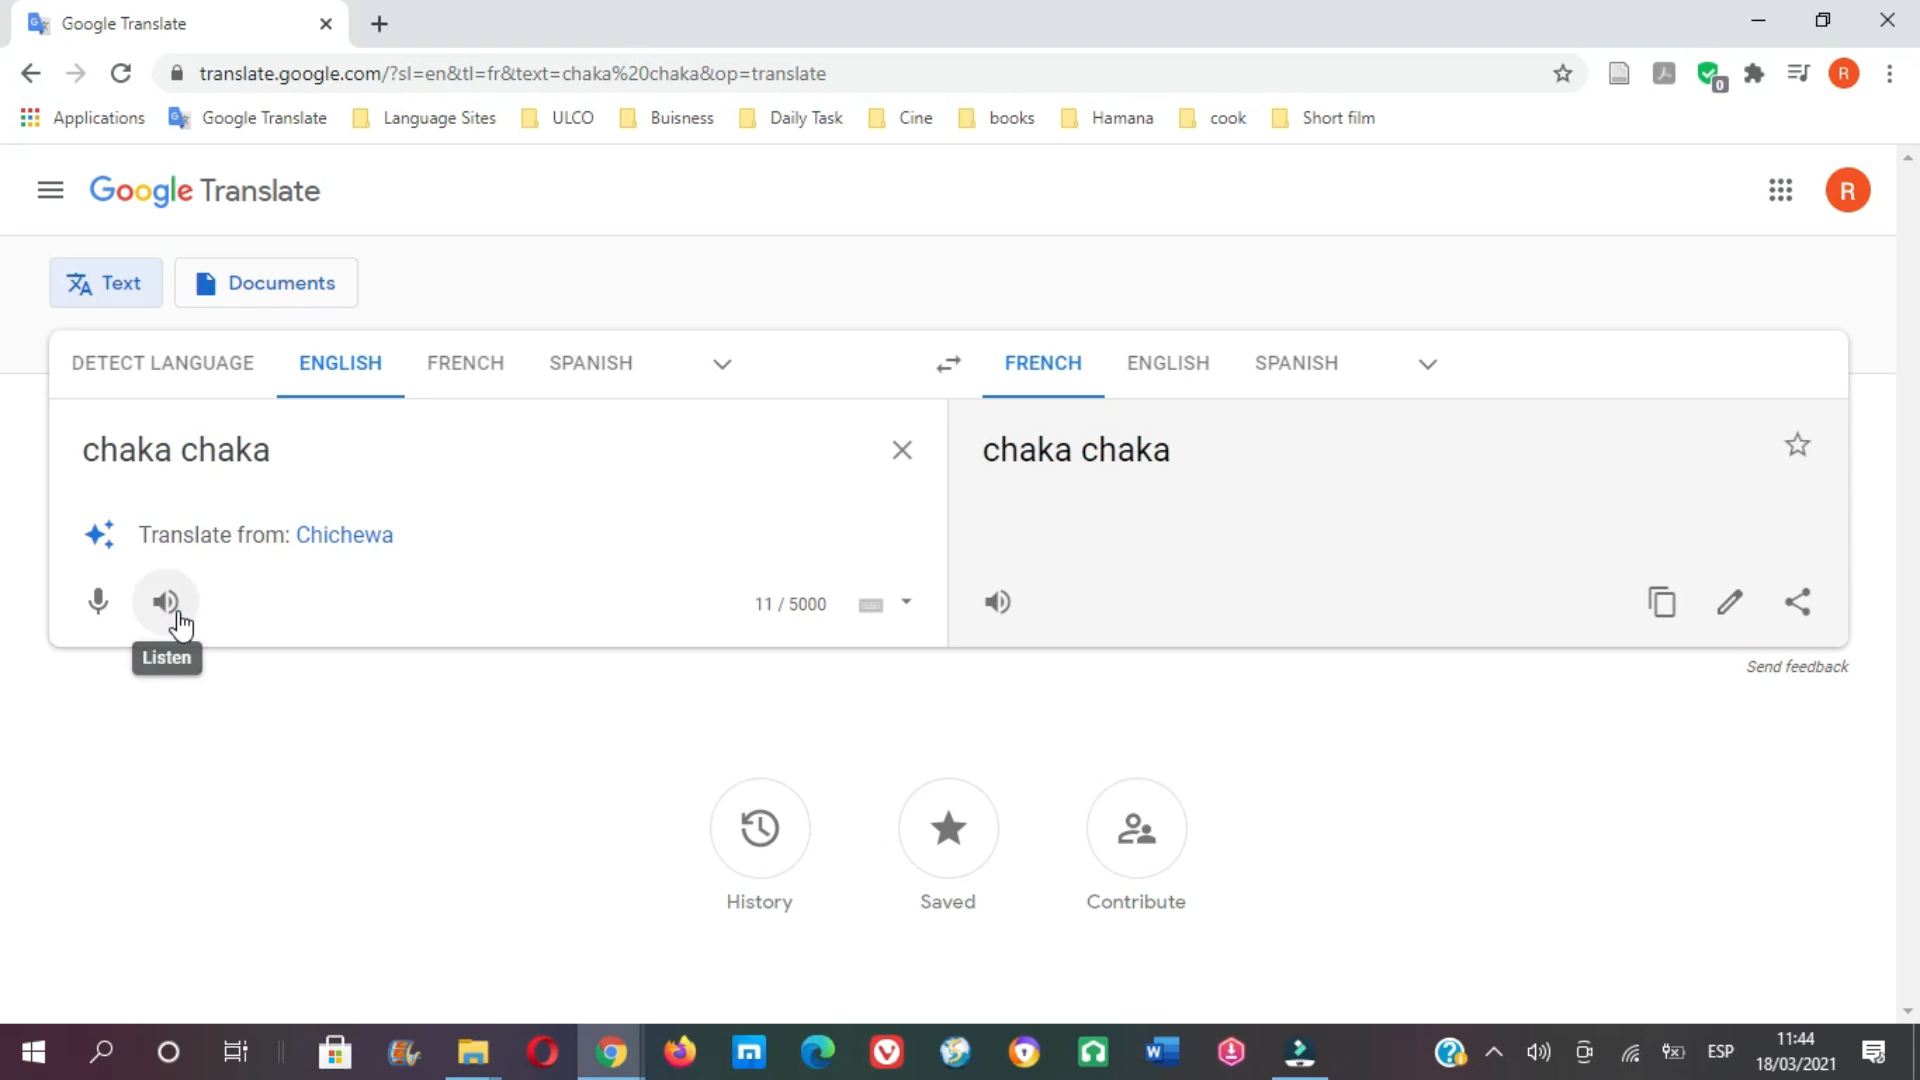 Google Translate
translate.google.com/?sl=en&tl=fr&text=chaka%20chaka&op=translate
0
R
Applications
Google Translate
Language Sites
ULCO
Buisness
Daily Task
Cine
books
Hamana
cook
Short film
Google Translate
R
Text
Documents
DETECT LANGUAGE
ENGLISH
FRENCH
SPANISH
FRENCH
ENGLISH
SPANISH
chaka chaka
chaka chaka
Translate from: Chichewa
11 / 5000
Listen
Send feedback
History
Saved
Contribute
ESP
11:44
18/03/2021